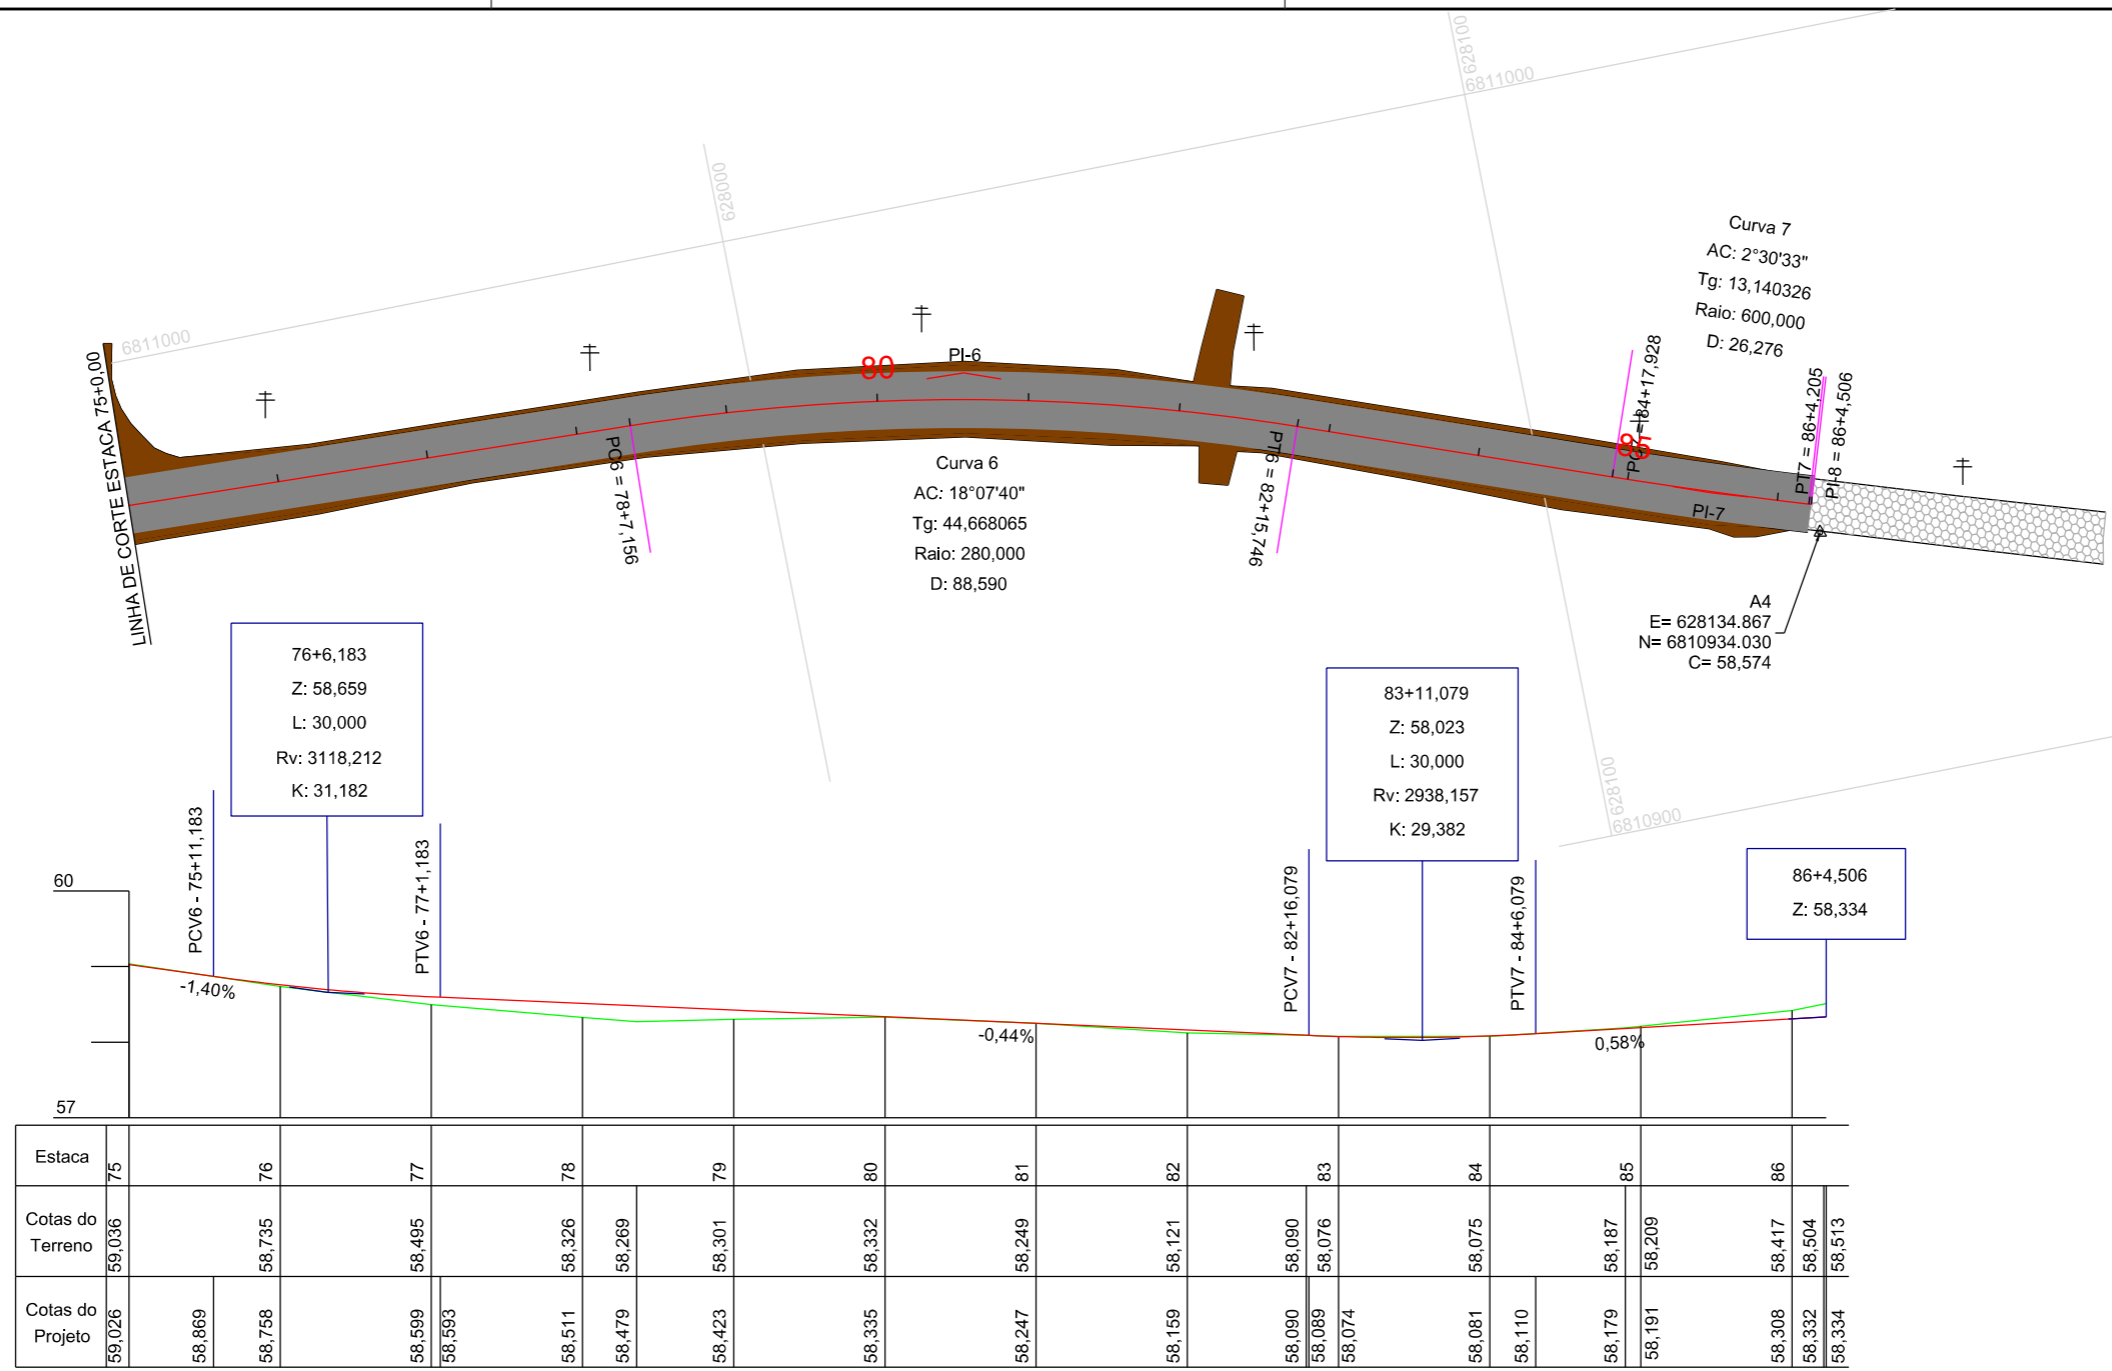 628100
6811000
628000
6811000
Curva 7
AC: 2°30'33"
Tg: 13,140326
Raio: 600,000
D: 26,276
LINHA DE CORTE ESTACA 75+0,00
80
PI-6
PC6 = 78+7,156
Curva 6
AC: 18°07'40"
Tg: 44,668065
Raio: 280,000
D: 88,590
PT6 = 82+15,746
85
PC7 = 84+17,928
PI-7
PT7 = 86+4,205
PI-8 = 86+4,506
A4
E= 628134.867
N= 6810934.030
C= 58,574
628100
6810900
76+6,183
Z: 58,659
L: 30,000
Rv: 3118,212
K: 31,182
83+11,079
Z: 58,023
L: 30,000
Rv: 2938,157
K: 29,382
86+4,506
Z: 58,334
PCV6 - 75+11,183
PTV6 - 77+1,183
PCV7 - 82+16,079
PTV7 - 84+6,079
60
-1,40%
-0,44%
0,58%
57
Estaca 75 76 77 78 79 80 81 82 83 84 85 86
Cotas do
Terreno 59,036 58,735 58,495 58,326 58,269 58,301 58,332 58,249 58,121 58,090 58,076 58,075 58,187 58,209 58,417 58,504 58,513
Cotas do
Projeto 59,026 58,869 58,758 58,599 58,593 58,511 58,479 58,423 58,335 58,247 58,159 58,090 58,089 58,074 58,081 58,110 58,179 58,191 58,308 58,332 58,334